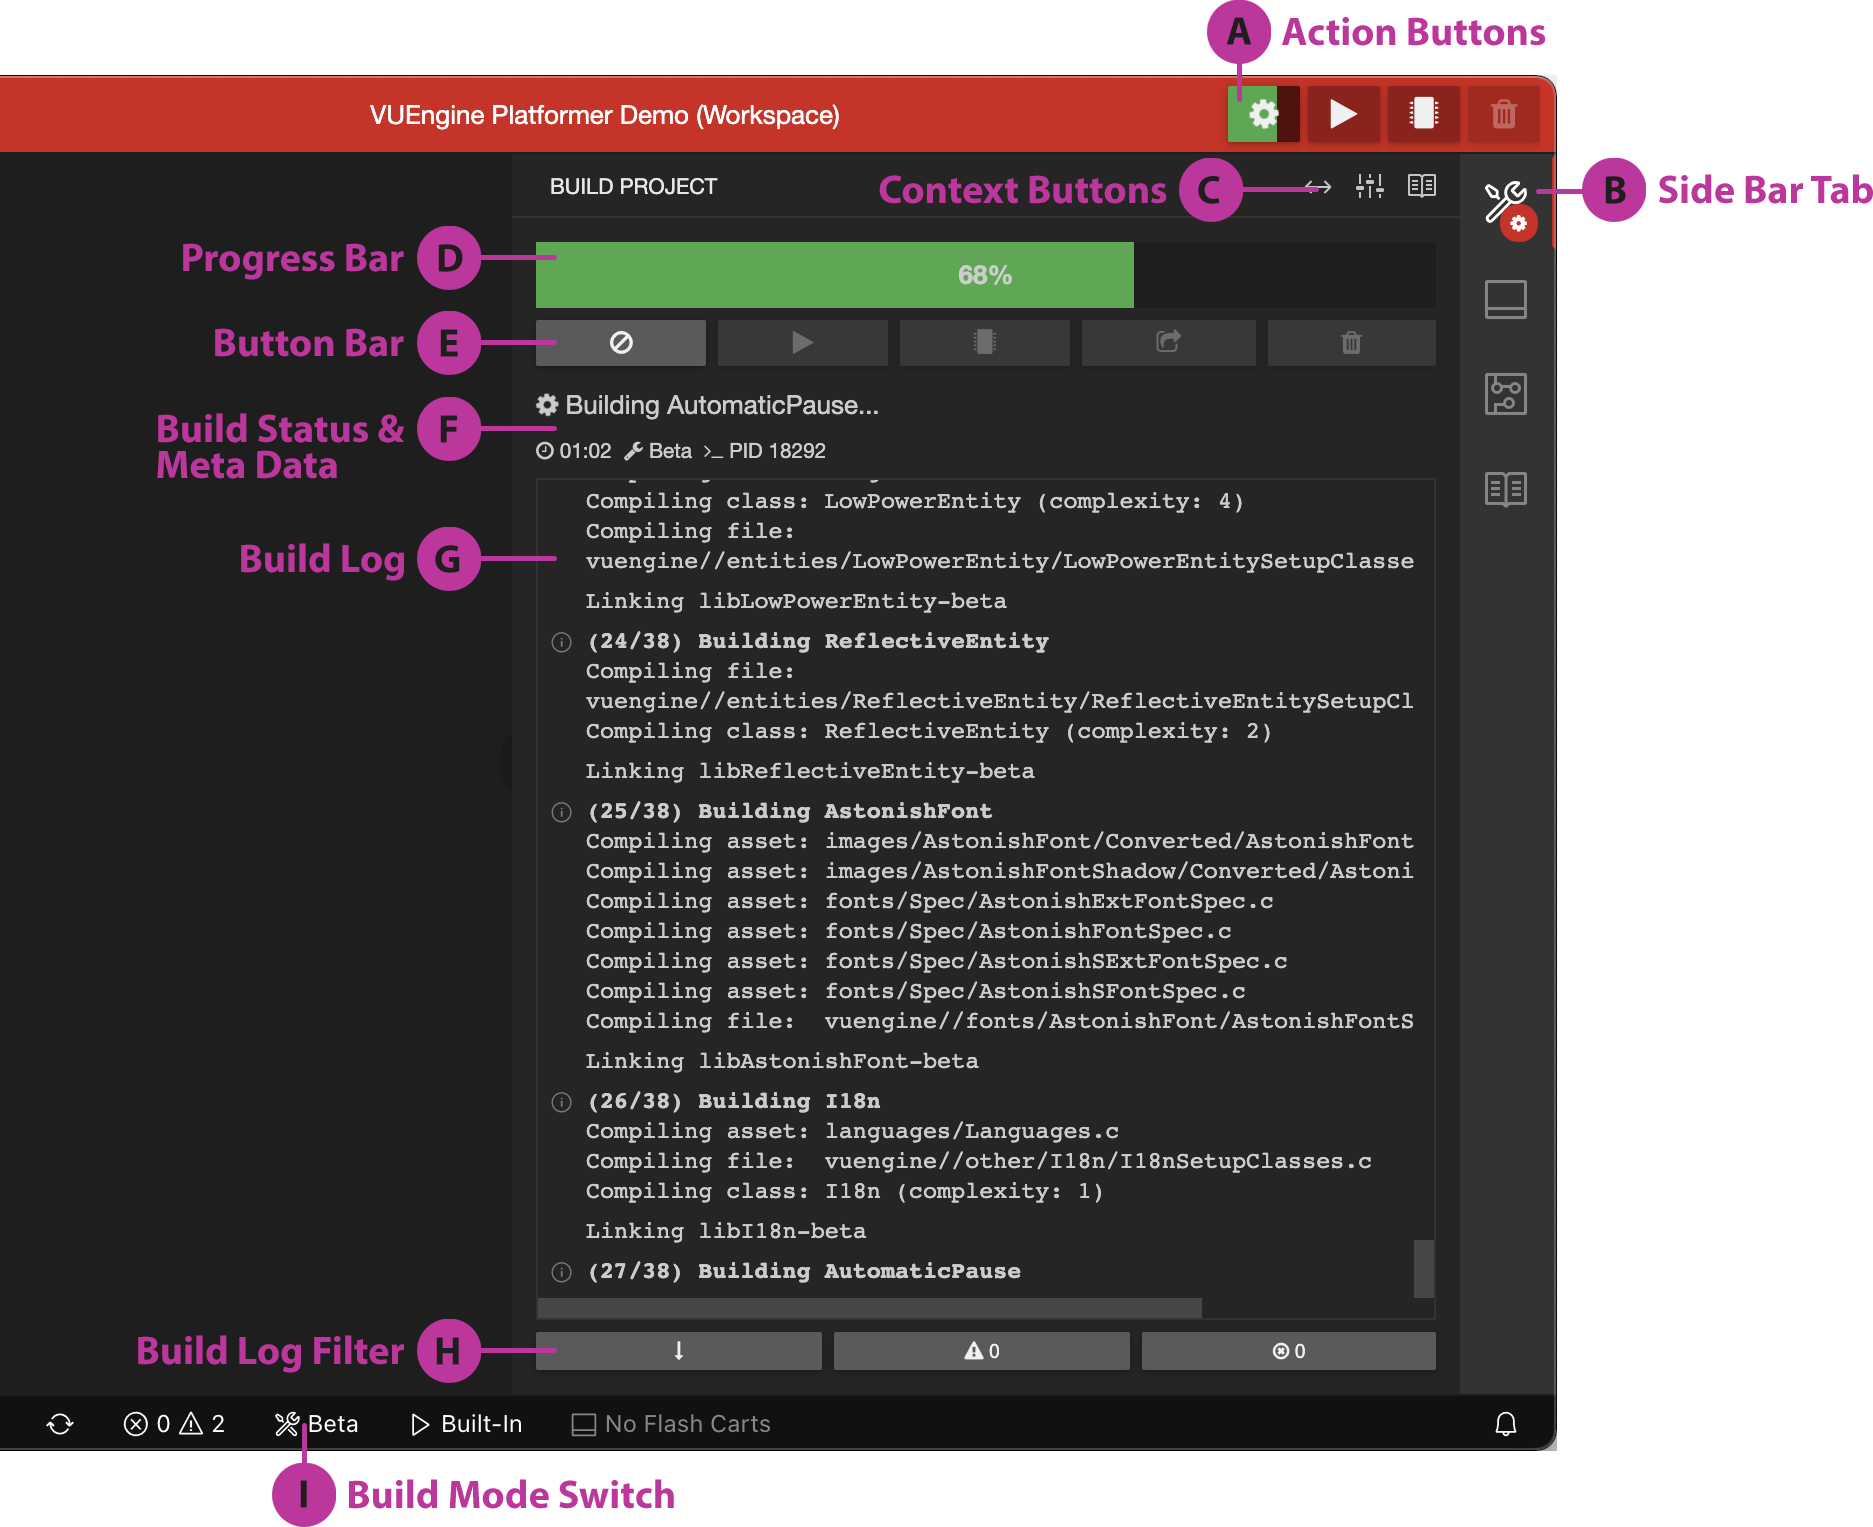 A Action Buttons
VUEngine Platformer Demo (Workspace)
BUILD PROJECT
Context Buttons C
B Side Bar Tab
Progress Bar D
68%
Button Bar E
Building AutomaticPause...
Build Status & F
Meta Data
01:02 Beta PID 18292
Compiling class: LowPowerEntity (complexity: 4)
Compiling file:
Build Log G
vuengine//entities/LowPowerEntity/LowPowerEntitySetupClasse
Linking libLowPowerEntity-beta
(24/38) Building ReflectiveEntity
Compiling file:
vuengine//entities/ReflectiveEntity/ReflectiveEntitySetupCl
Compiling class: ReflectiveEntity (complexity: 2)
Linking libReflectiveEntity-beta
(25/38) Building AstonishFont
Compiling asset: images/AstonishFont/Converted/AstonishFont
Compiling asset: images/AstonishFontShadow/Converted/Astoni
Compiling asset: fonts/Spec/AstonishExtFontSpec.c
Compiling asset: fonts/Spec/AstonishFontSpec.c
Compiling asset: fonts/Spec/AstonishSExtFontSpec.c
Compiling asset: fonts/Spec/AstonishSFontSpec.c
Compiling file:  vuengine//fonts/AstonishFont/AstonishFontS
Linking libAstonishFont-beta
(26/38) Building I18n
Compiling asset: languages/Languages.c
Compiling file:  vuengine//other/I18n/I18nSetupClasses.c
Compiling class: I18n (complexity: 1)
Linking libI18n-beta
(27/38) Building AutomaticPause
Build Log Filter H
0
0
0 2 Beta Built-In No Flash Carts
I Build Mode Switch